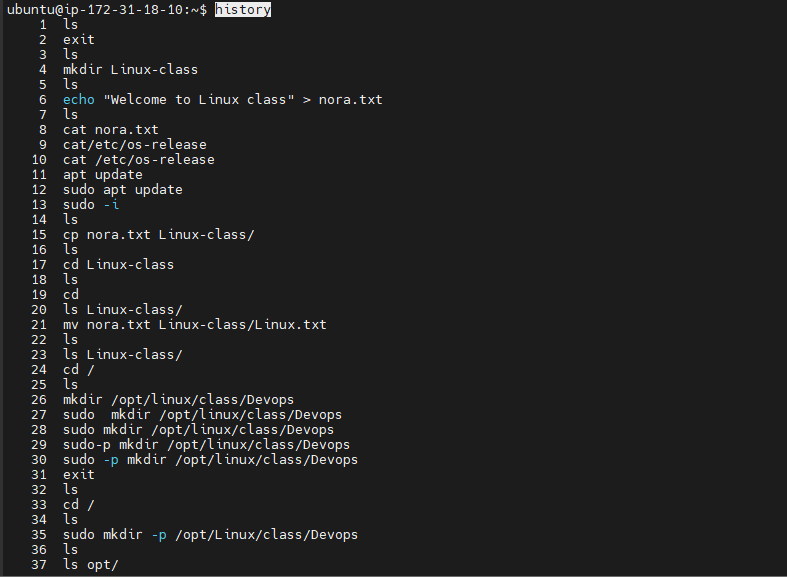 ubuntu@ip-172-31-18-10:~$ history
1 ls
2 exit
3 ls
4 mkdir Linux-class
5 ls
6 echo "Welcome to Linux class" > nora.txt
7 ls
8 cat nora.txt
9 cat/etc/os-release
10 cat /etc/os-release
11 apt update
12 sudo apt update
13 sudo -i
14 ls
15 cp nora.txt Linux-class/
16 ls
17 cd Linux-class
18 ls
19 cd
20 ls Linux-class/
21 mv nora.txt Linux-class/Linux.txt
22 ls
23 ls Linux-class/
24 cd /
25 ls
26 mkdir /opt/linux/class/Devops
27 sudo  mkdir /opt/linux/class/Devops
28 sudo mkdir /opt/linux/class/Devops
29 sudo-p mkdir /opt/linux/class/Devops
30 sudo -p mkdir /opt/linux/class/Devops
31 exit
32 ls
33 cd /
34 ls
35 sudo mkdir -p /opt/Linux/class/Devops
36 ls
37 ls opt/